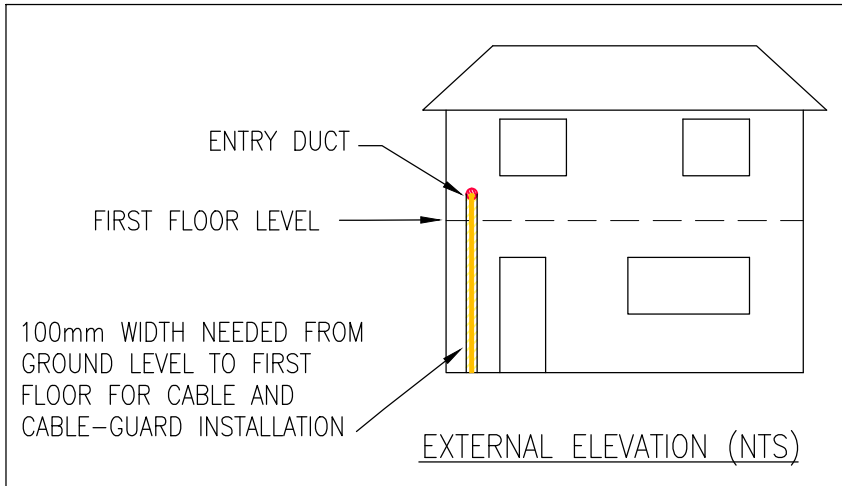 ENTRY DUCT
FIRST FLOOR LEVEL
100mm WIDTH NEEDED FROM
GROUND LEVEL TO FIRST
FLOOR FOR CABLE AND
CABLE-GUARD INSTALLATION
EXTERNAL ELEVATION (NTS)